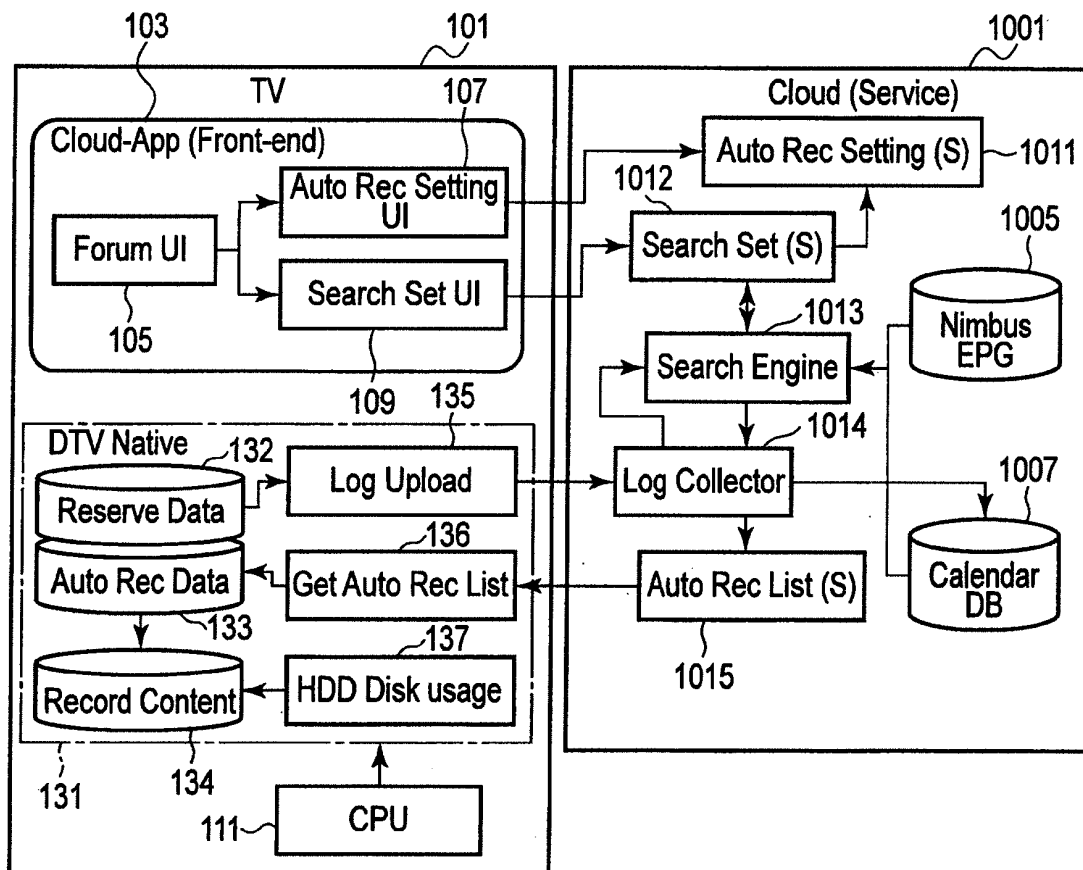 103
101
1001
TV
107
Cloud (Service)
Cloud-App (Front-end)
Auto Rec Setting
UI
Auto Rec Setting (S)
1011
1012
Forum UI
Search Set (S)
1005
Search Set UI
105
1013
Nimbus
EPG
Search Engine
109
135
1014
DTV Native
132
Reserve Data
Log Upload
Log Collector
1007
136
Auto Rec Data
Get Auto Rec List
Auto Rec List (S)
Calendar
DB
133
137
1015
Record Content
HDD Disk usage
131
134
111
CPU